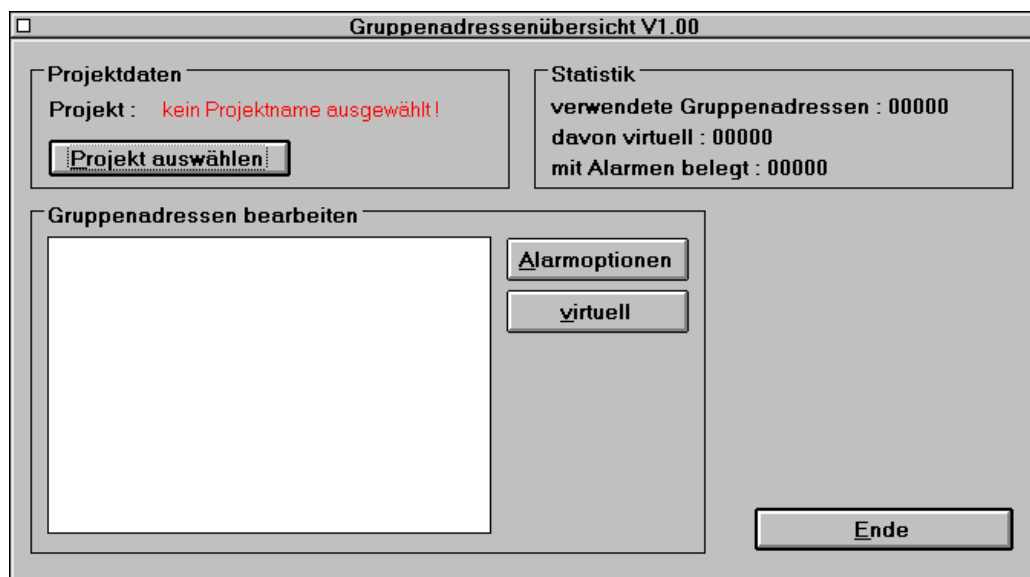 Gruppenadressenübersicht V1.00
Projektdaten
Projekt : kein Projektname ausgewählt !
Projekt auswählen
Statistik
verwendete Gruppenadressen : 00000
davon virtuell : 00000
mit Alarmen belegt : 00000
Gruppenadressen bearbeiten
Alarmoptionen
virtuell
Ende